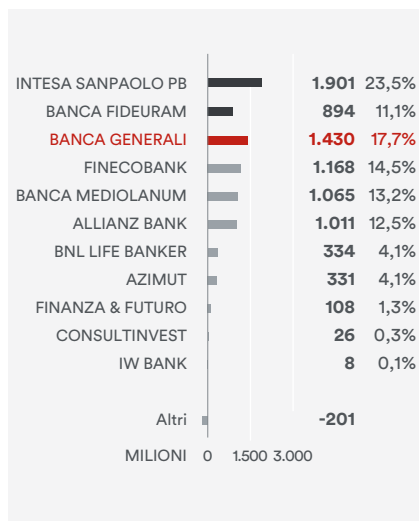 INTESA SANPAOLO PB 1.901 23,5%
BANCA FIDEURAM 894 11,1%
BANCA GENERALI 1.430 17,7%
FINECOBANK 1.168 14,5%
BANCA MEDIOLANUM 1.065 13,2%
ALLIANZ BANK 1.011 12,5%
BNL LIFE BANKER 334 4,1%
AZIMUT 331 4,1%
FINANZA & FUTURO 108 1,3%
CONSULTINVEST 26 0,3%
IW BANK 8 0,1%
Altri -201
MILIONI 0 1.500 3.000